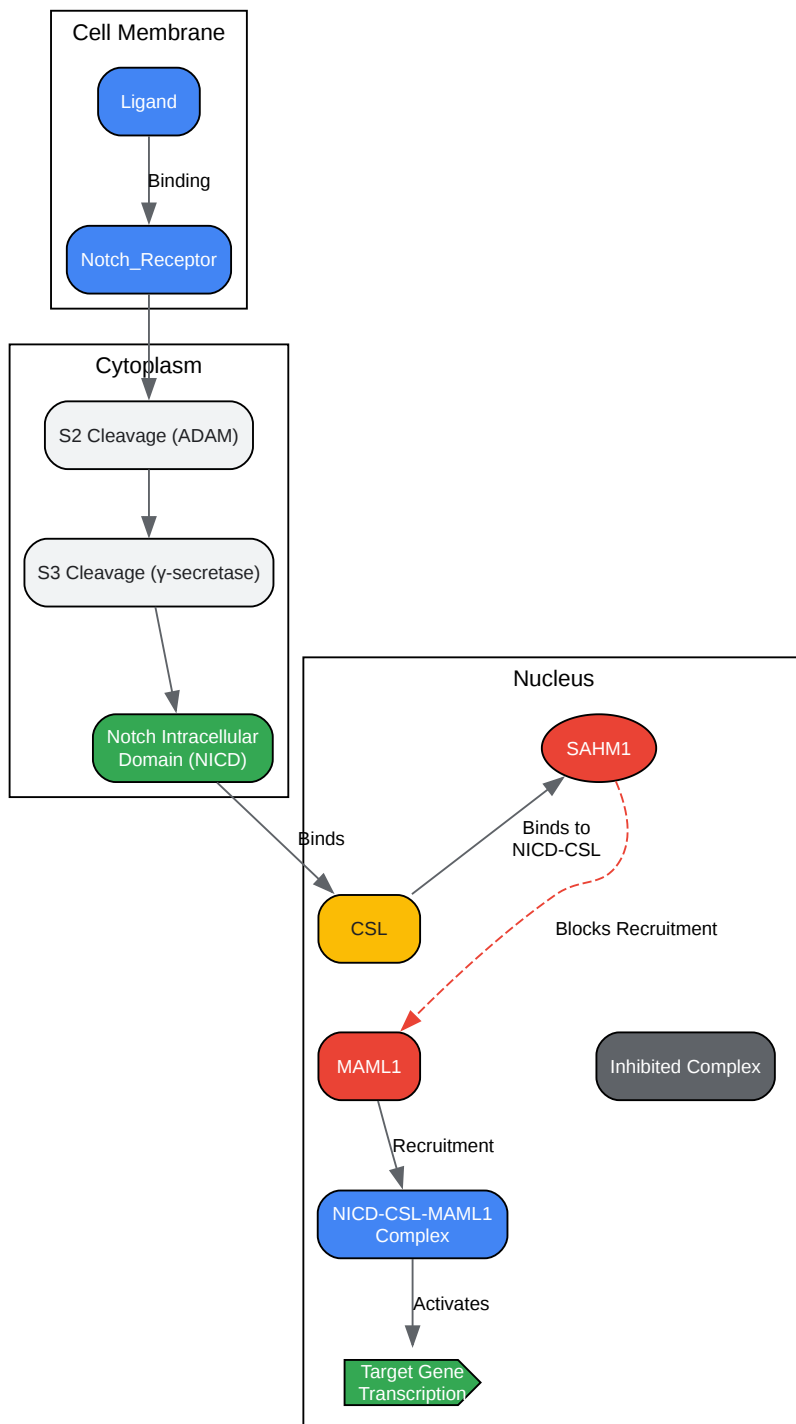 Cell Membrane
Ligand
Binding
Notch_Receptor
Cytoplasm
S2 Cleavage (ADAM)
S3 Cleavage (γ-secretase)
Notch Intracellular
Domain (NICD)
Nucleus
SAHM1
Binds
Binds to
NICD-CSL
CSL
Blocks Recruitment
MAML1
Inhibited Complex
Recruitment
NICD-CSL-MAML1
Complex
Activates
Target Gene
Transcription